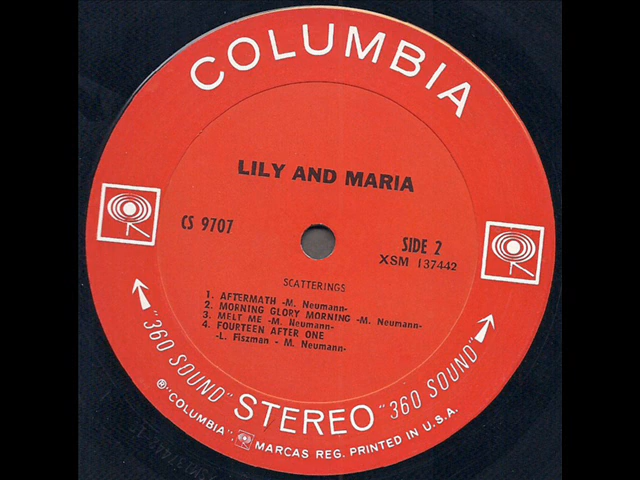 COLUMBIA
LILY AND MARIA
CS 9707
SIDE 2
XSM 137442
SCATTERINGS
1. AFTERMATH -M. Neumann-
2. MORNING GLORY MORNING -M. Neumann-
3. MELT ME -M. Neumann-
4. FOURTEEN AFTER ONE
-L. Fiszman - M. Neumann-
"360 SOUND" STEREO "360 SOUND"
®"COLUMBIA", MARCAS REG. PRINTED IN U.S.A.